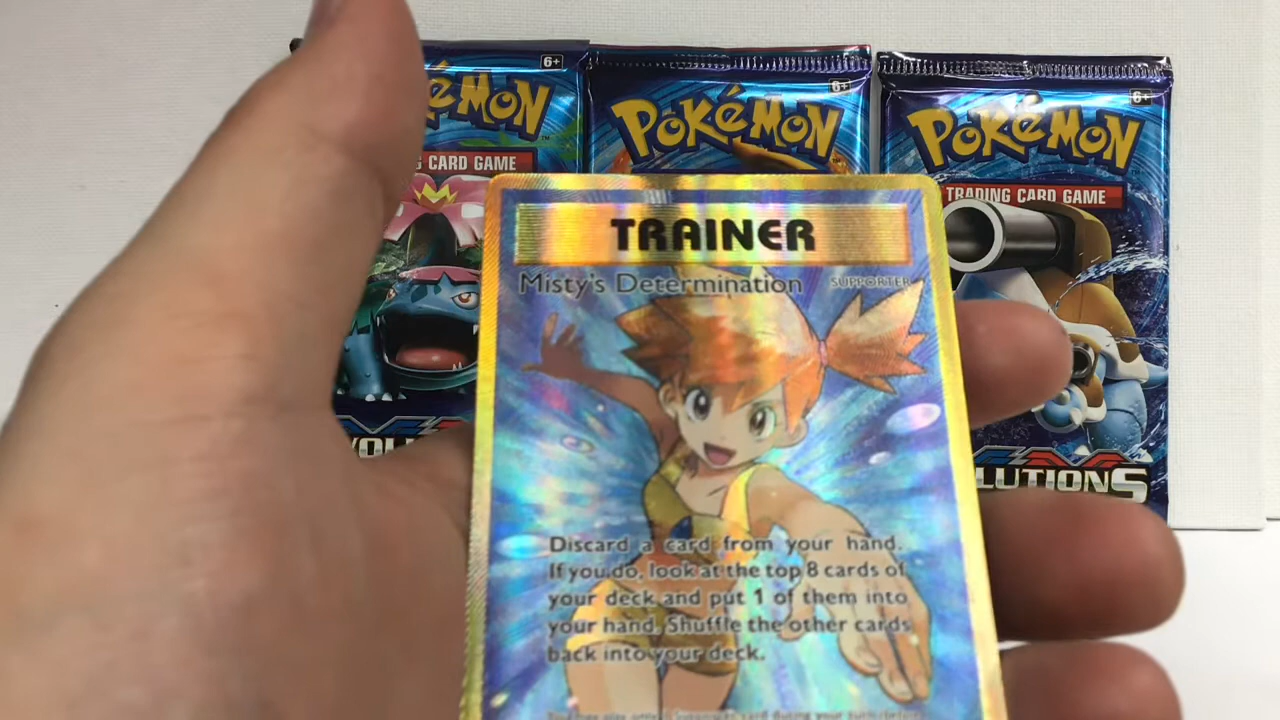 6+
éMON
G CARD GAME
VOLU
6+
POKéMON
6+
POKéMON
TRADING CARD GAME
LUTIONS
TRAINER
Misty's Determination SUPPORTER
Discard a card from your hand.
If you do, look at the top 8 cards of
your deck and put 1 of them into
your hand. Shuffle the other cards
back into your deck.